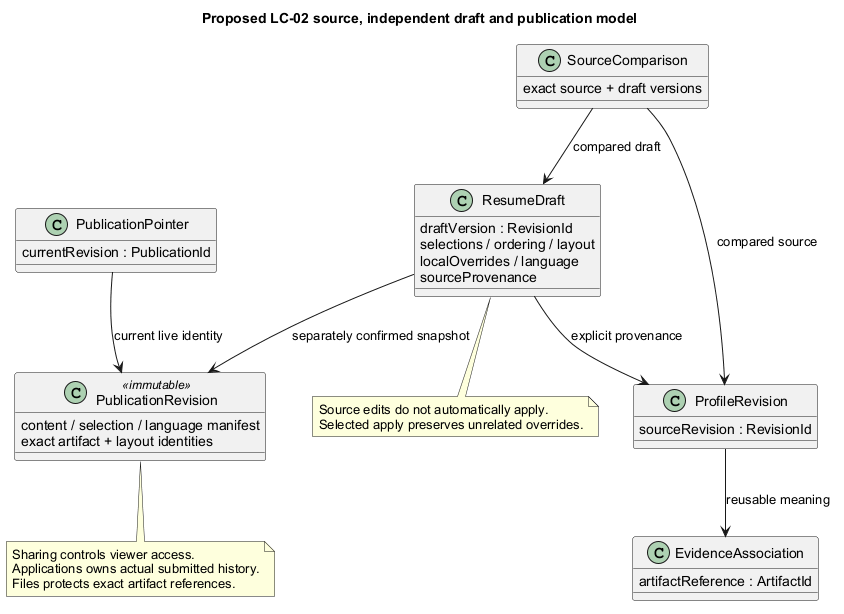 Proposed LC-02 source, independent draft and publication model
C SourceComparison
exact source + draft versions
compared draft
compared source
C ResumeDraft
draftVersion : RevisionId
selections / ordering / layout
localOverrides / language
sourceProvenance
C PublicationPointer
currentRevision : PublicationId
current live identity
separately confirmed snapshot
explicit provenance
«immutable»
C PublicationRevision
content / selection / language manifest
exact artifact + layout identities
Source edits do not automatically apply.
Selected apply preserves unrelated overrides.
C ProfileRevision
sourceRevision : RevisionId
reusable meaning
Sharing controls viewer access.
Applications owns actual submitted history.
Files protects exact artifact references.
C EvidenceAssociation
artifactReference : ArtifactId